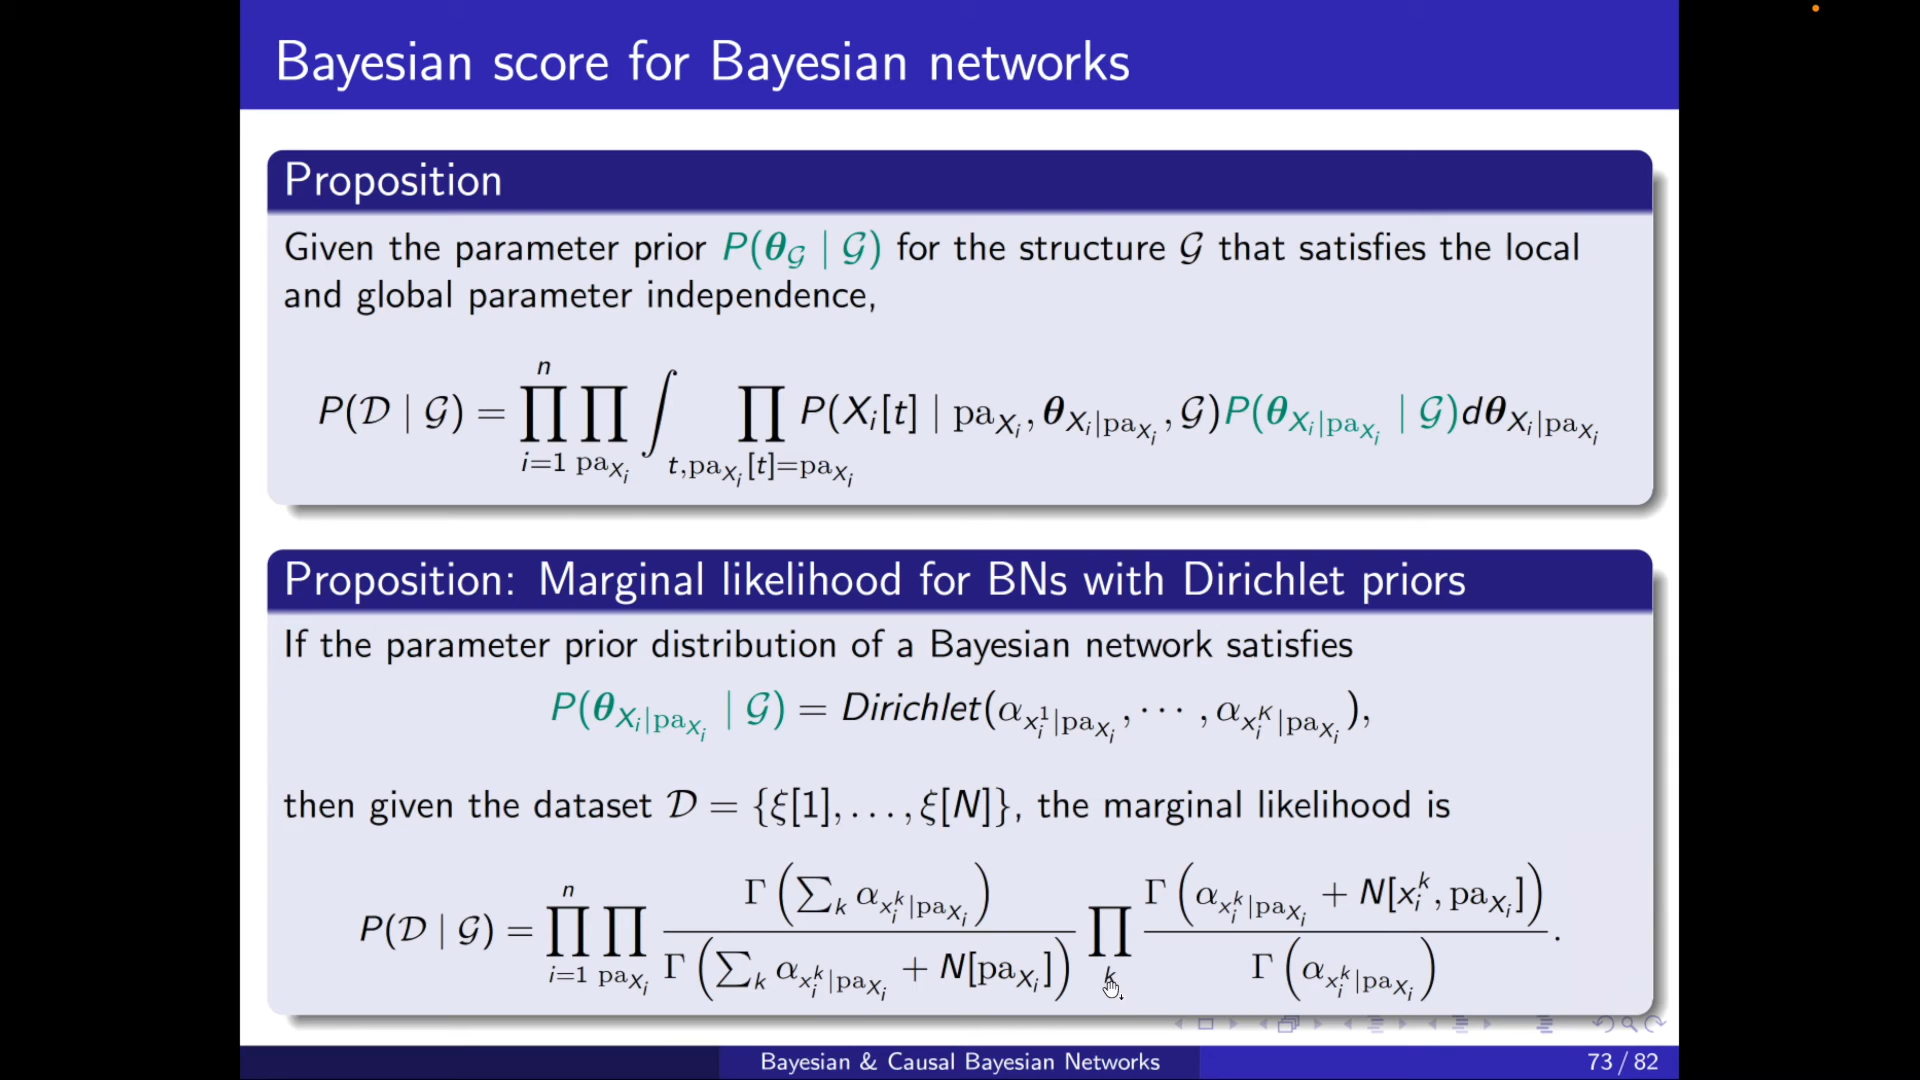 Bayesian score for Bayesian networks
Proposition
Given the parameter prior P(θ_𝒢 | 𝒢) for the structure 𝒢 that satisfies the local
and global parameter independence,
P(𝒟 | 𝒢) = ∏_{i=1}^{n} ∏_{pa_{X_i}} ∫ ∏_{t,pa_{X_i}[t]=pa_{X_i}} P(X_i[t] | pa_{X_i}, θ_{X_i|pa_{X_i}}, 𝒢)P(θ_{X_i|pa_{X_i}} | 𝒢)dθ_{X_i|pa_{X_i}}
Proposition: Marginal likelihood for BNs with Dirichlet priors
If the parameter prior distribution of a Bayesian network satisfies
P(θ_{X_i|pa_{X_i}} | 𝒢) = Dirichlet(α_{x_i^1|pa_{X_i}}, ⋯ , α_{x_i^K|pa_{X_i}}),
then given the dataset 𝒟 = {ξ[1], . . . , ξ[N]}, the marginal likelihood is
P(𝒟 | 𝒢) = ∏_{i=1}^{n} ∏_{pa_{X_i}} \frac{Γ(∑_k α_{x_i^k|pa_{X_i}})}{Γ(∑_k α_{x_i^k|pa_{X_i}} + N[pa_{X_i}])} ∏_k \frac{Γ(α_{x_i^k|pa_{X_i}} + N[x_i^k, pa_{X_i}])}{Γ(α_{x_i^k|pa_{X_i}})}.
Bayesian & Causal Bayesian Networks
73 / 82